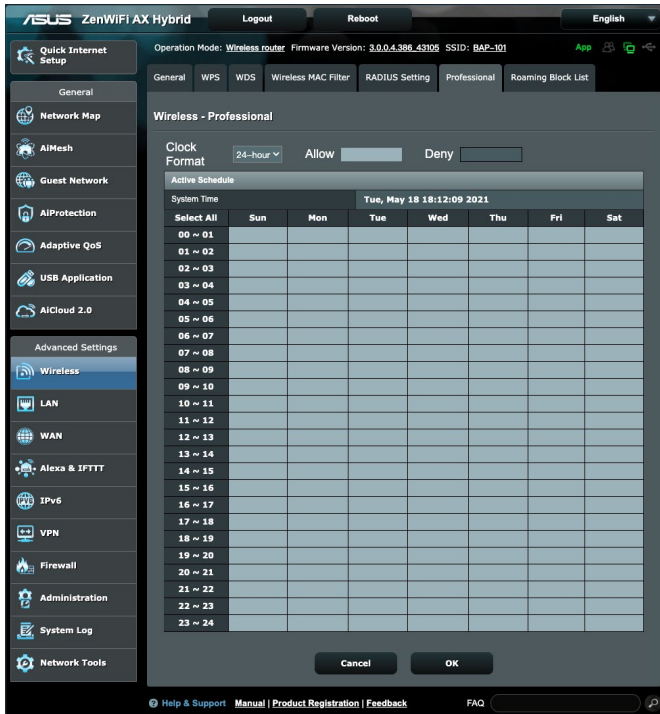 ASUS ZenWiFi AX Hybrid Logout Reboot English
Quick Internet Setup
Operation Mode: Wireless router Firmware Version: 3.0.0.4.386_43105 SSID: BAP-101 App
General WPS WDS Wireless MAC Filter RADIUS Setting Professional Roaming Block List
General
Network Map
AiMesh
Guest Network
AiProtection
Adaptive QoS
USB Application
AiCloud 2.0
Advanced Settings
Wireless
LAN
WAN
Alexa & IFTTT
IPv6
VPN
Firewall
Administration
System Log
Network Tools
Wireless - Professional
Clock Format 24-hour Allow Deny
Active Schedule
System Time Tue, May 18 18:12:09 2021
Select All Sun Mon Tue Wed Thu Fri Sat
00 ~ 01
01 ~ 02
02 ~ 03
03 ~ 04
04 ~ 05
05 ~ 06
06 ~ 07
07 ~ 08
08 ~ 09
09 ~ 10
10 ~ 11
11 ~ 12
12 ~ 13
13 ~ 14
14 ~ 15
15 ~ 16
16 ~ 17
17 ~ 18
18 ~ 19
19 ~ 20
20 ~ 21
21 ~ 22
22 ~ 23
23 ~ 24
Cancel OK
Help & Support Manual | Product Registration | Feedback FAQ